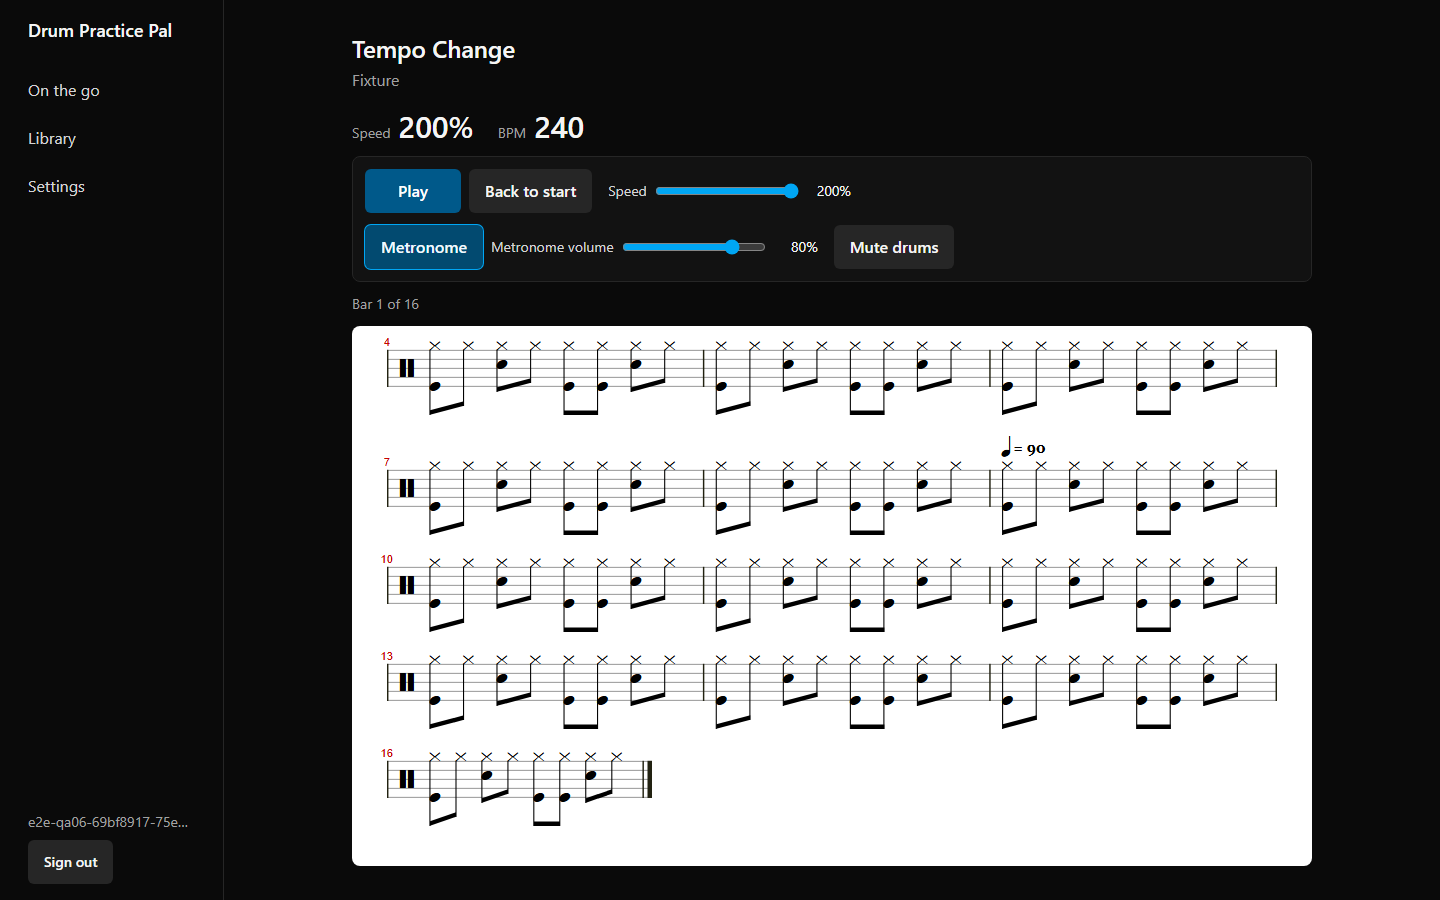 Drum Practice Pal
On the go
Library
Settings
e2e-qa06-69bf8917-75e...
Sign out
Tempo Change
Fixture
Speed 200% BPM 240
Play Back to start Speed 200%
Metronome Metronome volume 80% Mute drums
Bar 1 of 16
4
= 90
7
10
13
16